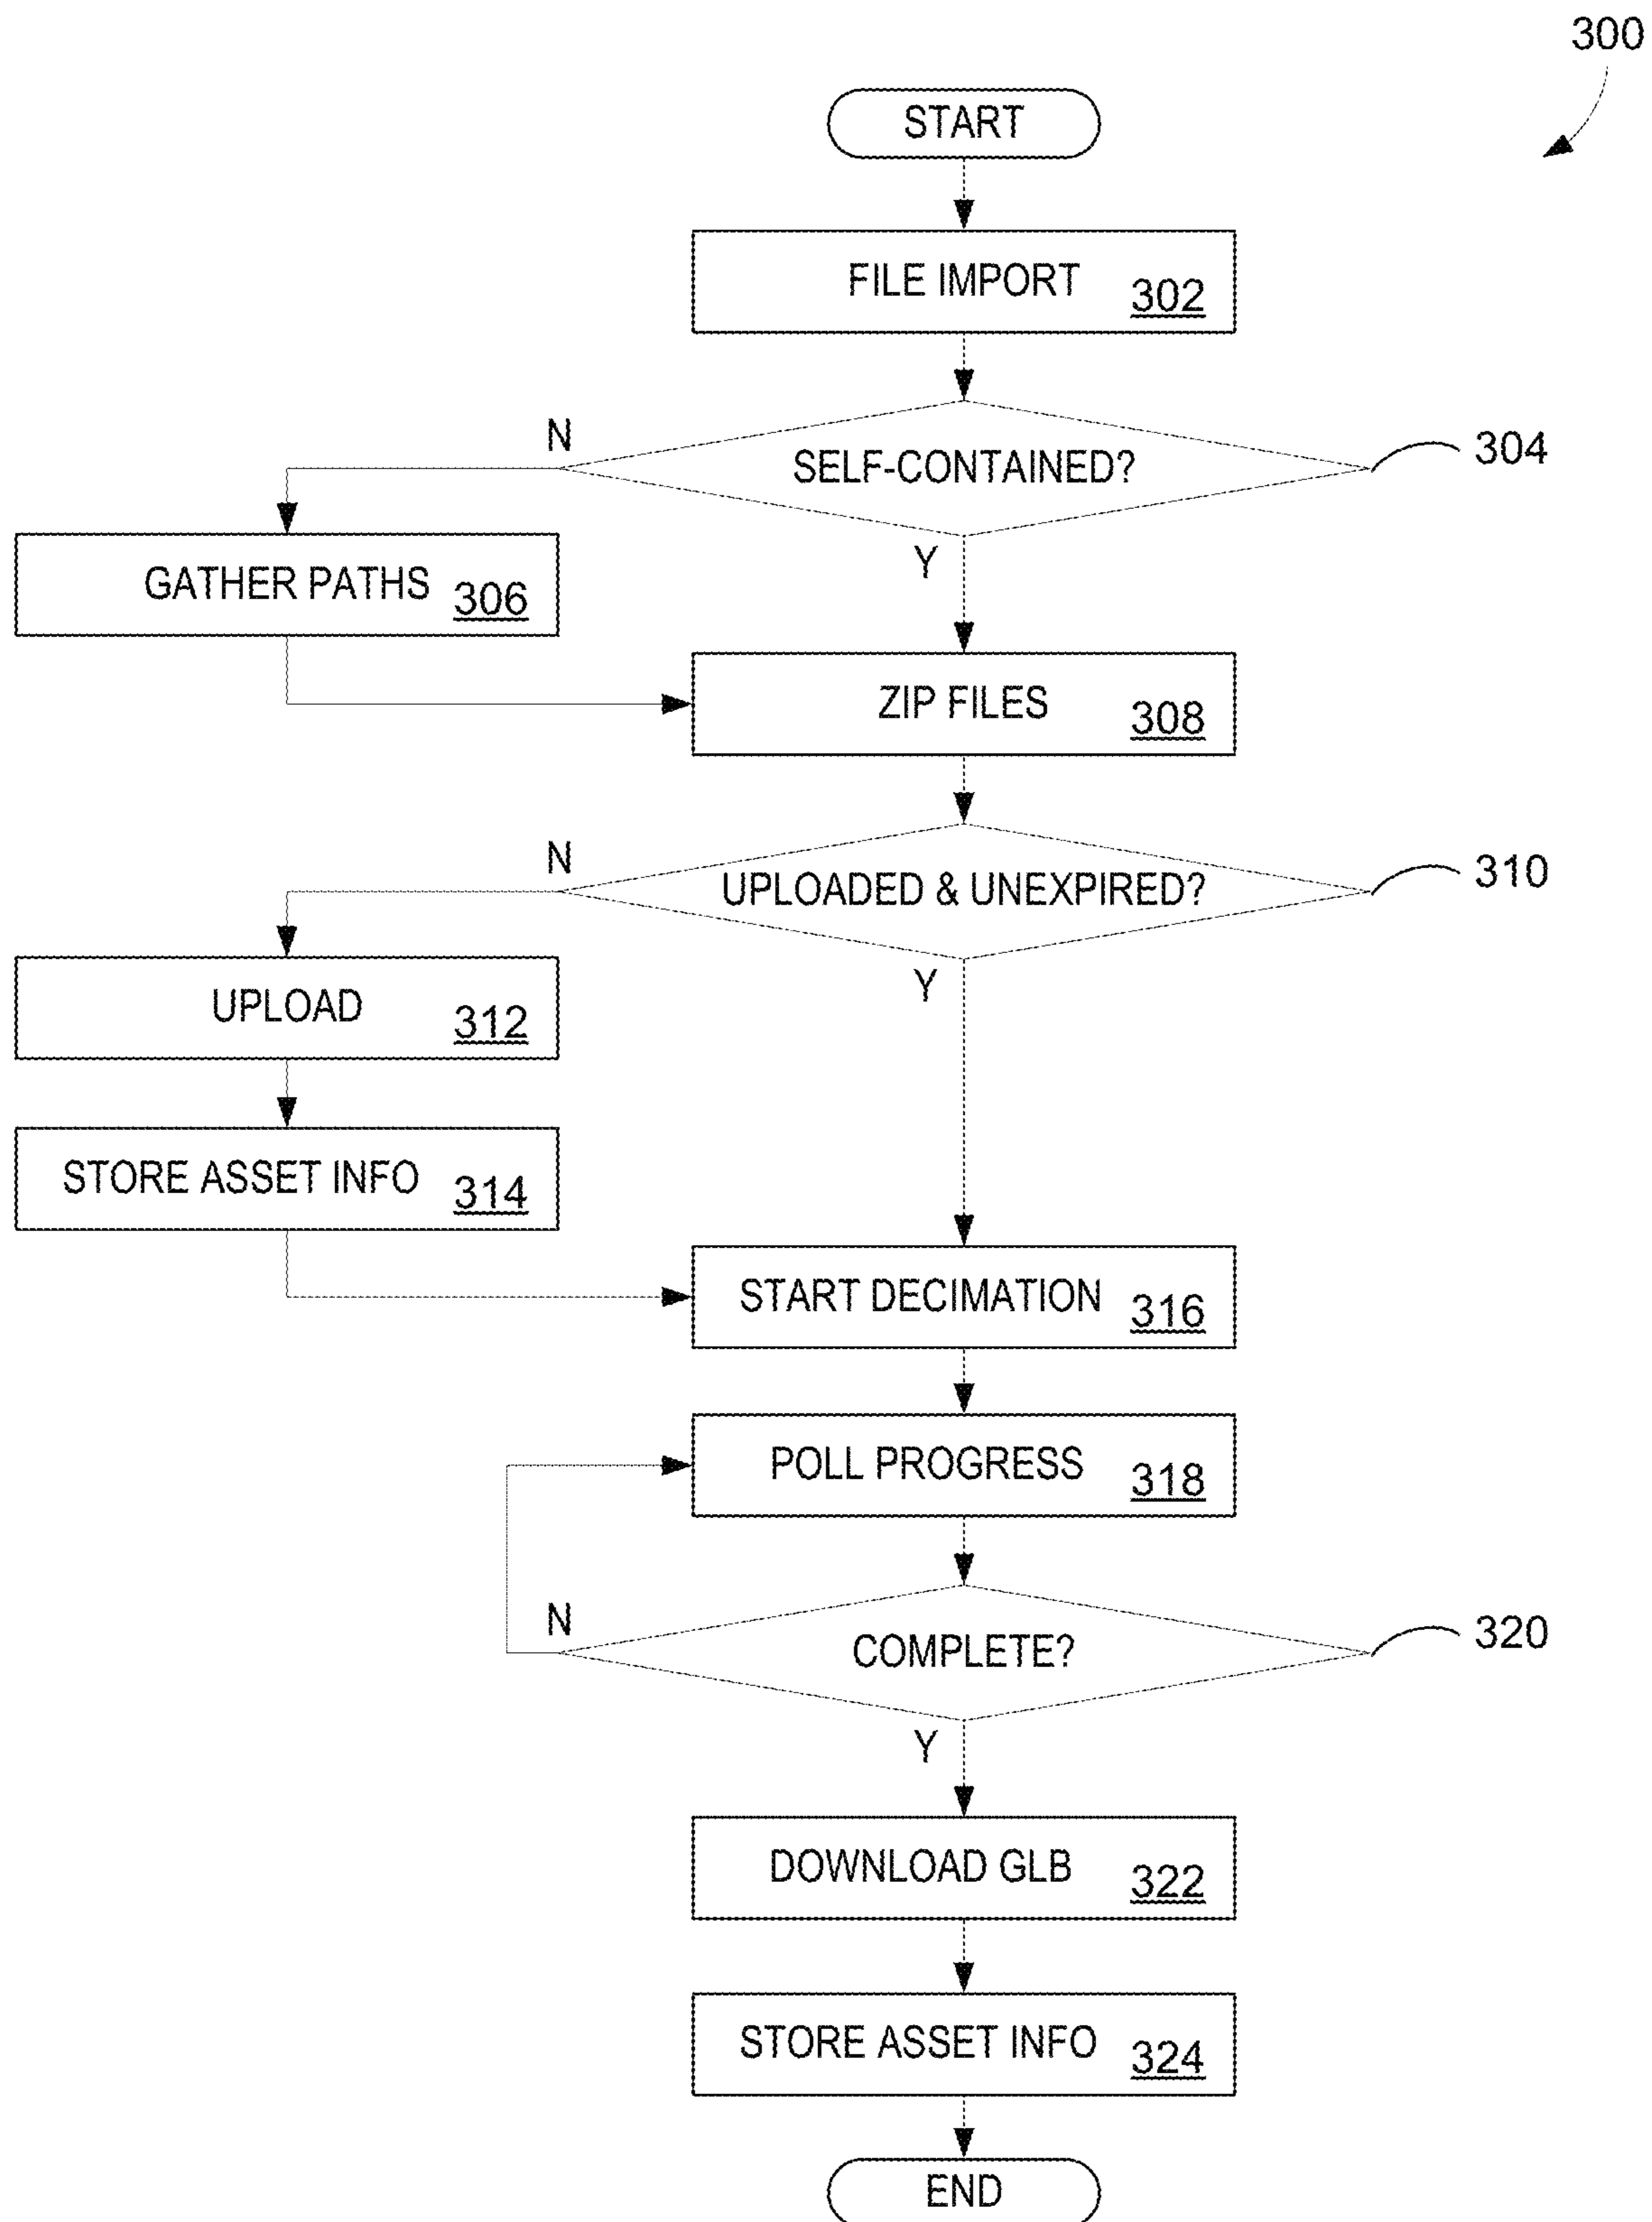 300
START
FILE IMPORT 302
N
SELF-CONTAINED?
304
Y
GATHER PATHS 306
ZIP FILES 308
N
UPLOADED & UNEXPIRED?
310
Y
UPLOAD 312
STORE ASSET INFO 314
START DECIMATION 316
POLL PROGRESS 318
N
COMPLETE?
320
Y
DOWNLOAD GLB 322
STORE ASSET INFO 324
END